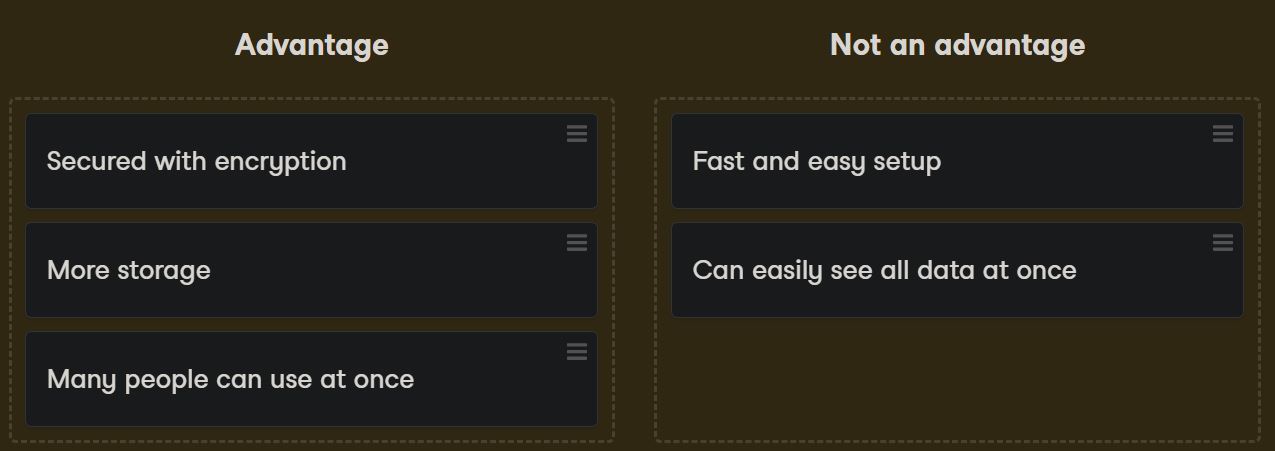 Advantage
Not an advantage
Secured with encryption
More storage
Many people can use at once
Fast and easy setup
Can easily see all data at once